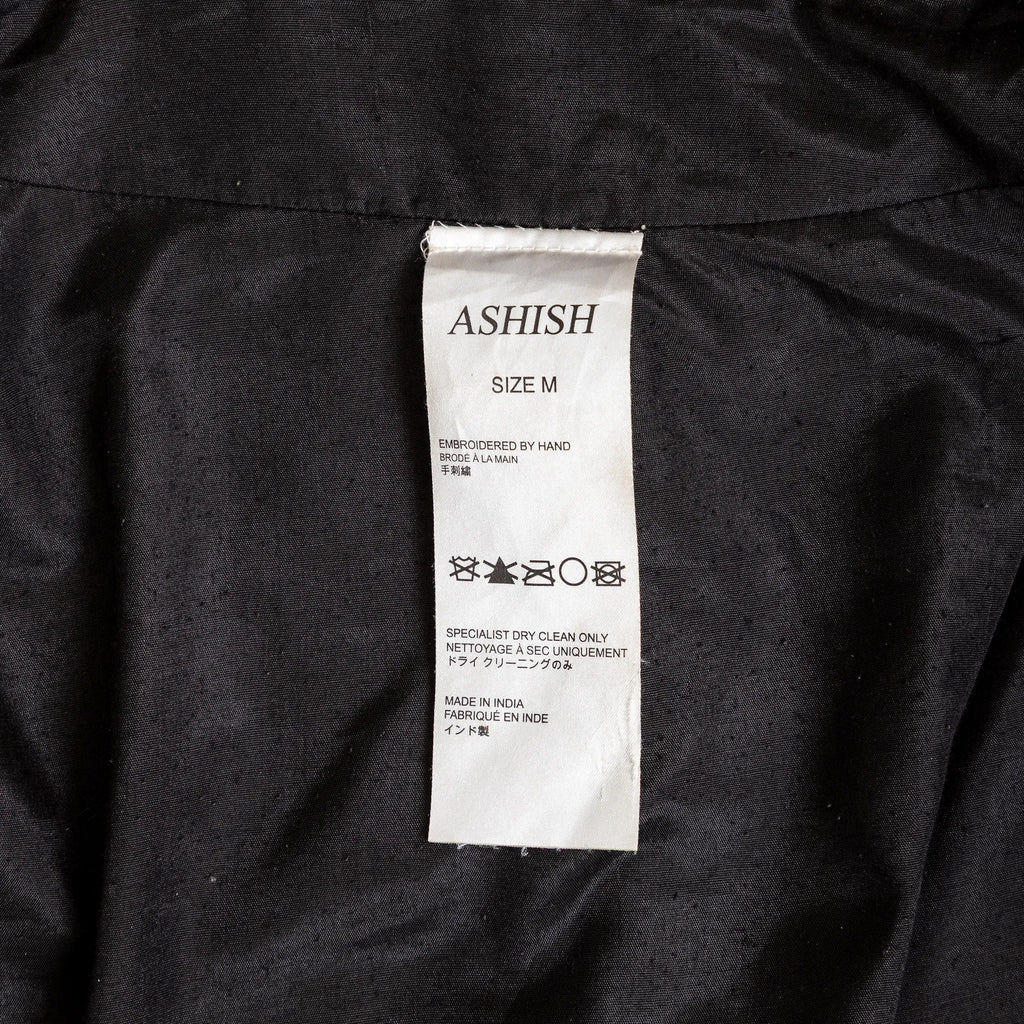 ASHISH
SIZE M
EMBROIDERED BY HAND
BRODÉ À LA MAIN
手刺繍
SPECIALIST DRY CLEAN ONLY
NETTOYAGE À SEC UNIQUEMENT
ドライ クリーニングのみ
MADE IN INDIA
FABRIQUÉ EN INDE
インド製